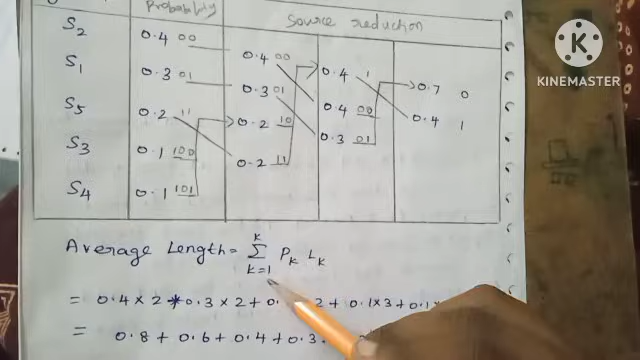 Probability Source reduction
S2 0.4 00 0.4 00 0.4 1 0.7 0
S1 0.3 01 0.3 01 0.4 00 0.4 1
S5 0.2 11 0.2 10 0.3 01
S3 0.1 100 0.2 11
S4 0.1 101
Average Length = K Σ k=1 PK LK
= 0.4 x 2 * 0.3 x 2 + 0. 2 + 0.1x3 + 0.1
= 0.8 + 0.6 + 0.4 + 0.3
KINEMASTER